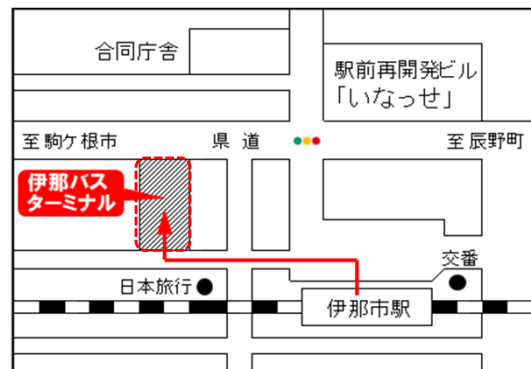 合同庁舎
駅前再開発ビル
「いなっせ」
至駒ケ根市
県道
至辰野町
伊那バス
ターミナル
交番
日本旅行
伊那市駅